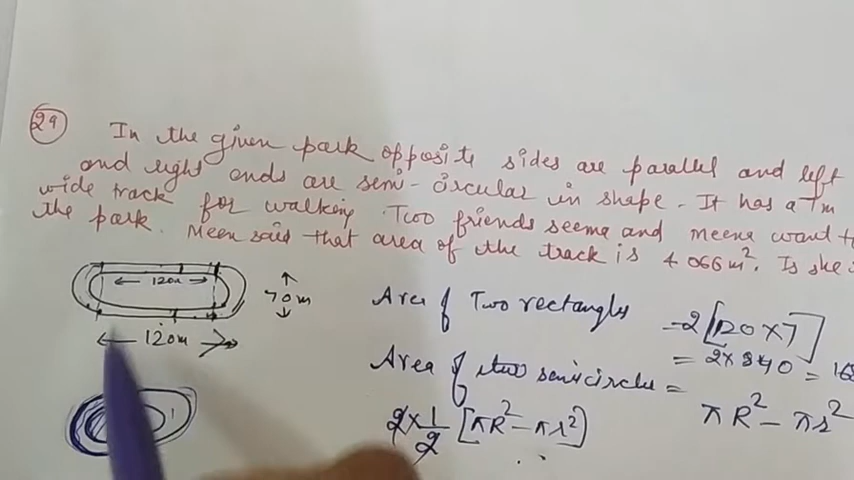 29
In the given park opposite sides are parallel and left
and right ends are semi-circular in shape. It has a 7m
wide track for walking. Two friends seema and meena want t
the park. Meen said that area of the track is 4066 m². Is she
120m
70m
120m
Area of Two rectangles = 2[120×7]
= 2×840 = 168
Area of two semicircle =
2×1/2 [πR²-πr²]
πR²-πr²